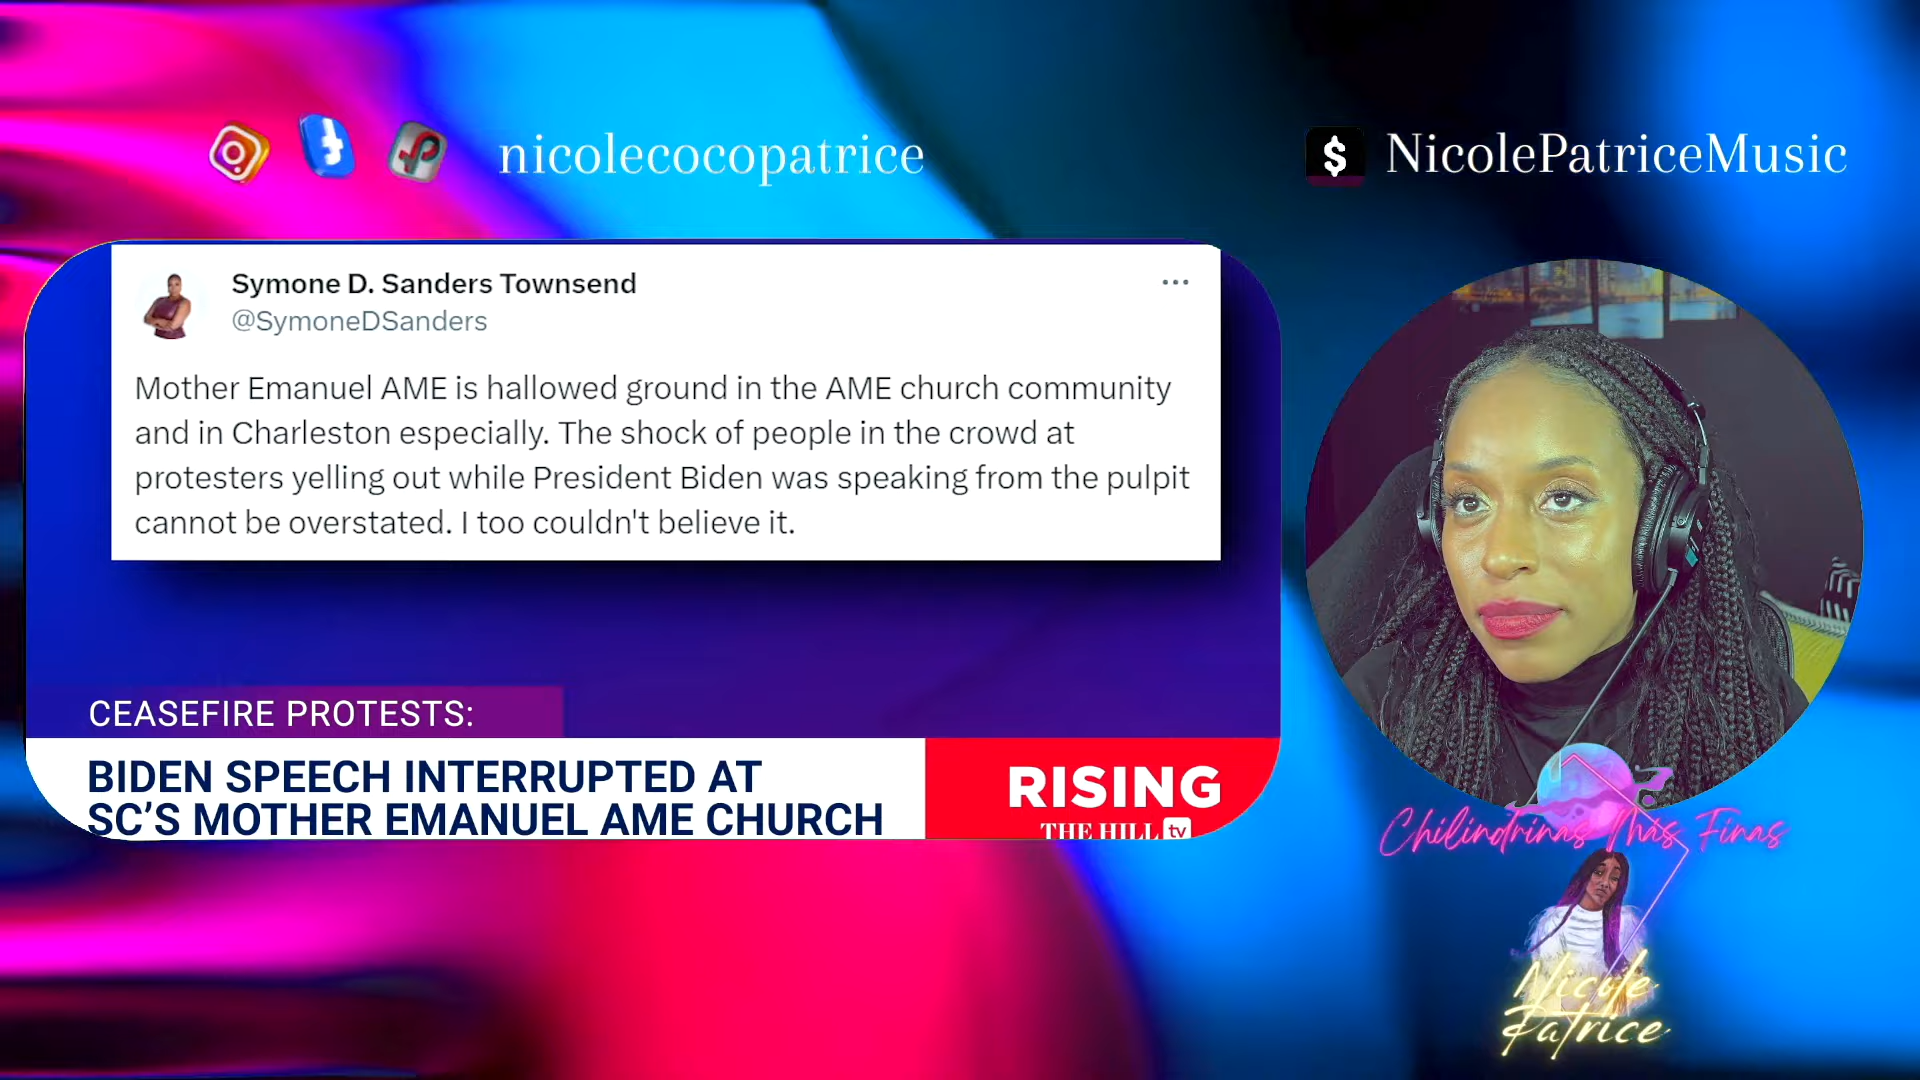 nicolecocopatrice
$ NicolePatriceMusic
Symone D. Sanders Townsend
@SymoneDSanders
Mother Emanuel AME is hallowed ground in the AME church community
and in Charleston especially. The shock of people in the crowd at
protesters yelling out while President Biden was speaking from the pulpit
cannot be overstated. I too couldn't believe it.
CEASEFIRE PROTESTS:
BIDEN SPEECH INTERRUPTED AT
SC'S MOTHER EMANUEL AME CHURCH
RISING
THE HILL tv
Chilindrinas Más Finas
Nicole
Patrice